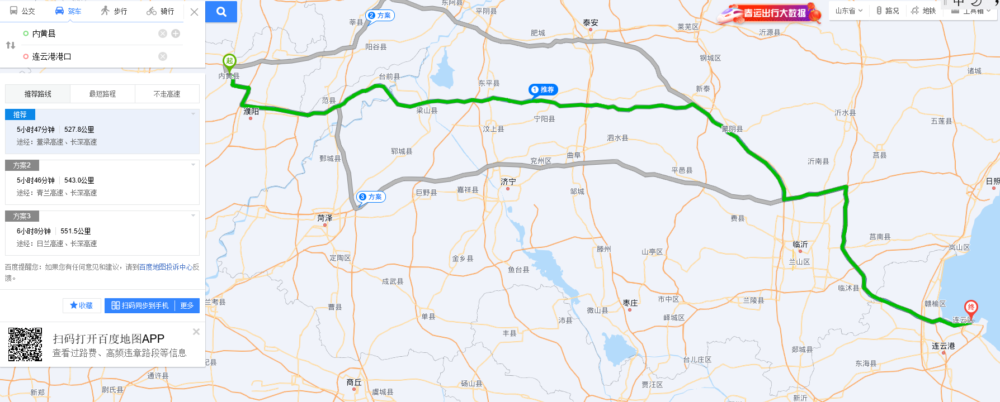 公交 驾车 步行 骑行
内黄县
连云港港口
推荐路线 最短路程 不走高速
推荐
5小时47分钟 527.8公里
途经：董梁高速、长深高速
方案2
5小时46分钟 543.0公里
途经：青兰高速、长深高速
方案3
6小时8分钟 551.5公里
途经：日兰高速、长深高速
百度提醒您：如果您有任何意见和建议，请到百度地图投诉中心反
馈。
收藏 扫码同步到手机 更多
扫码打开百度地图APP
查看过路费、高频违章路段等信息
春运出行大数据
山东省 路况 地铁 工具箱
东阿县
平阴县
2 方案
莘县
泰安
莱芜区
沂源县
肥城
阳谷县
钢城区
起
内黄县
台前县
东平县
诸城
1 推荐
新泰
范县
濮阳
梁山县
宁阳县
沂水县
五莲县
汶上县
蒙阴县
泗水县
郓城县
鄄城县
曲阜
兖州区
莒县
沂南县
平邑县
济宁
日照
嘉祥县
巨野县
邹城
3 方案
菏泽
费县
莒南县
临沂
岚山区
滕州
山亭区
定陶区
金乡县
兰山区
鱼台县
成武县
临沭县
兰考县
曹县
枣庄
市中区
兰陵县
赣榆区
终
微山县
单县
沛县
峄城区
连云区
丰县
连云港
郯城县
杞县
台儿庄区
东海县
通许县
商丘
砀山县
贾汪区
新郑
尉氏县
虞城县
新沂